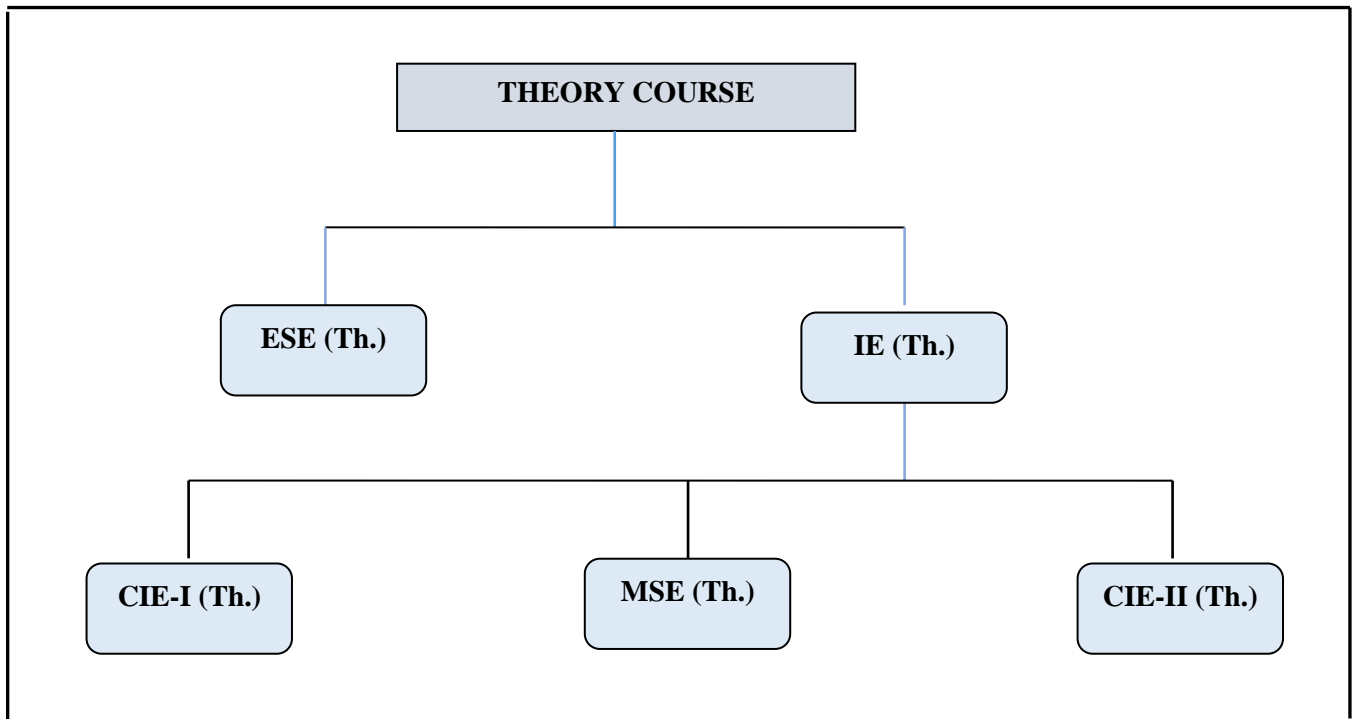 THEORY COURSE
ESE (Th.)
IE (Th.)
CIE-I (Th.)
MSE (Th.)
CIE-II (Th.)